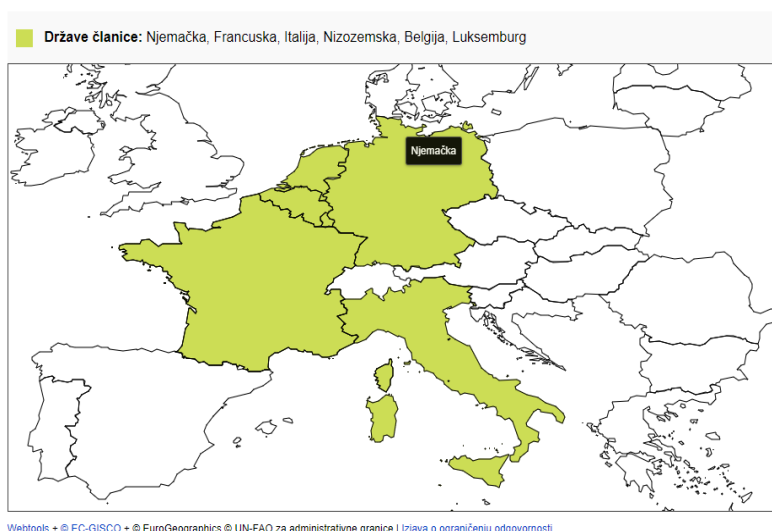 Države članice: Njemačka, Francuska, Italija, Nizozemska, Belgija, Luksemburg
Njemačka
Webtools + © EC-GISCO + © EuroGeographics © UN-FAO za administrativne granice | Izjava o ograničenju odgovornosti